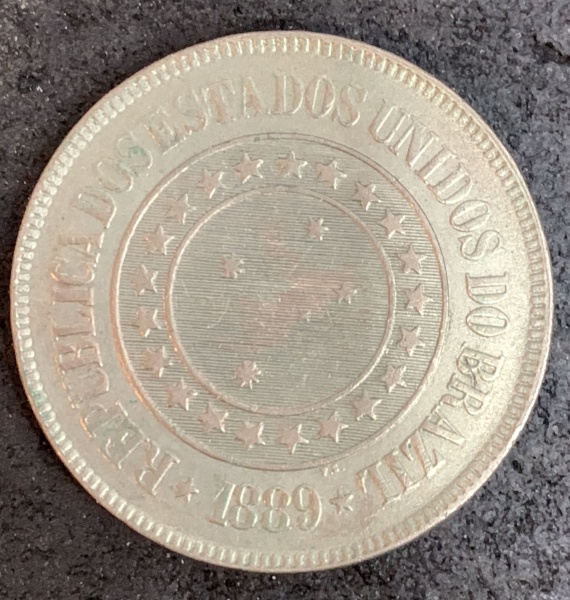 REPUBLICA DOS ESTADOS UNIDOS DO BRAZIL
★ 1889 ★